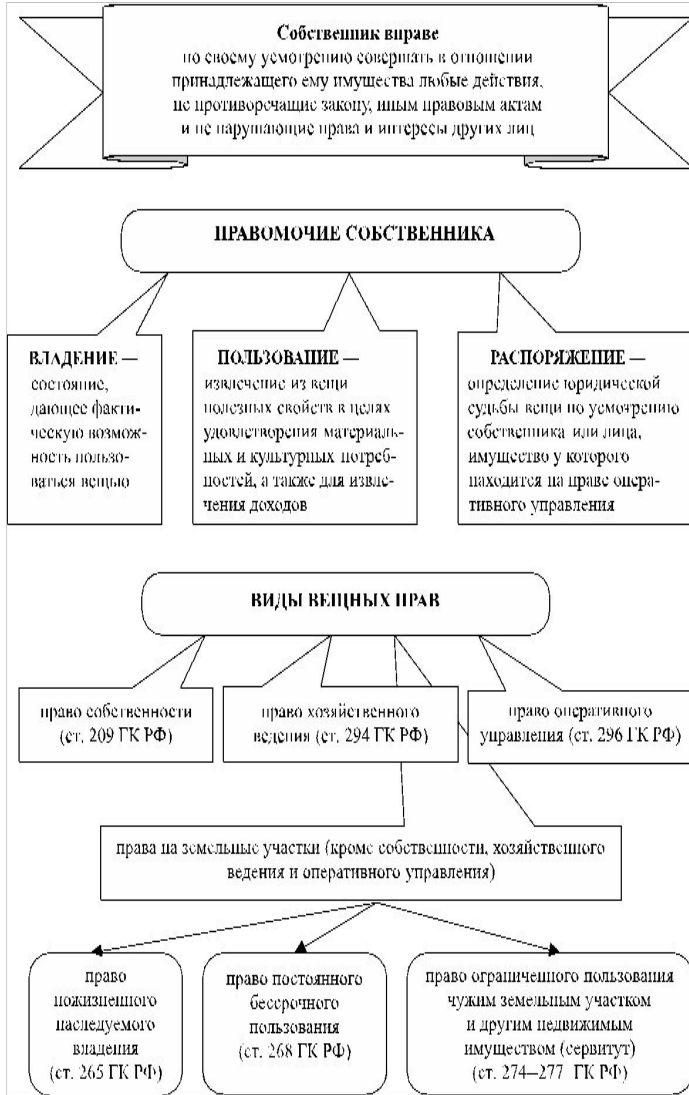 Собственник вправе
по своему усмотрению совершать в отношении
принадлежащего ему имущества любые действия,
не противоречащие закону, иным правовым актам
и не нарушающие права и интересы других лиц
ПРАВОМОЧИЕ СОБСТВЕННИКА
ВЛАДЕНИЕ —
состояние,
дающее факти-
ческую возмож-
ность пользо-
ваться вещью
ПОЛЬЗОВАНИЕ —
извлечение из вещи
полезных свойств в целях
удовлетворения материаль-
ных и культурных потреб-
ностей, а также для извле-
чения доходов
РАСПОРЯЖЕНИЕ —
определение юридической
судьбы вещи по усмотрению
собственника или лица,
имущество у которого
находится на праве опера-
тивного управления
ВИДЫ ВЕЩНЫХ ПРАВ
право собственности
(ст. 209 ГК РФ)
право хозяйственного
ведения (ст. 294 ГК РФ)
право оперативного
управления (ст. 296 ГК РФ)
права на земельные участки (кроме собственности, хозяйственного
ведения и оперативного управления)
право
пожизненного
наследуемого
владения
(ст. 265 ГК РФ)
право постоянного
бессрочного
пользования
(ст. 268 ГК РФ)
право ограниченного пользования
чужим земельным участком
и другим недвижимым
имуществом (сервитут)
(ст. 274–277 ГК РФ)